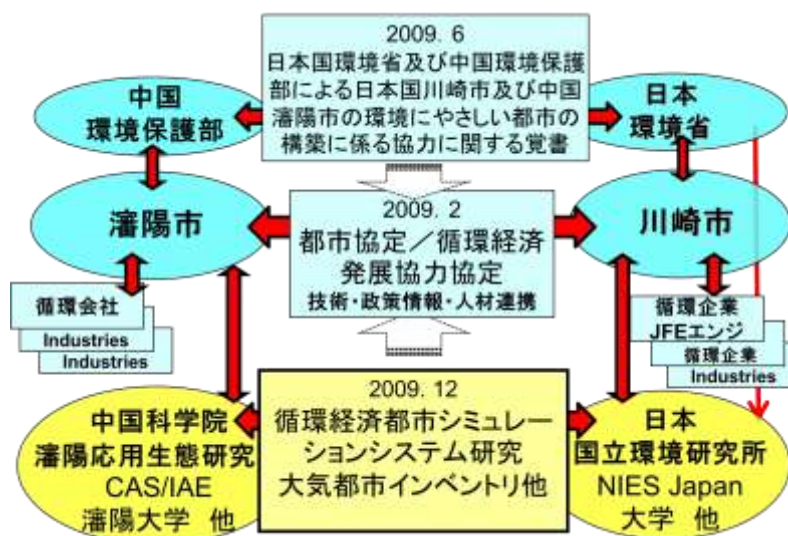 2009. 6
日本国環境省及び中国環境保護
部による日本国川崎市及び中国
瀋陽市の環境にやさしい都市の
構築に係る協力に関する覚書
中国
環境保護部
日本
環境省
瀋陽市
2009. 2
都市協定／循環経済
発展協力協定
技術・政策情報・人材連携
川崎市
循環会社
Industries
Industries
循環企業
JFEエンジ
循環企業
Industries
中国科学院
瀋陽応用生態研究
CAS/IAE
瀋陽大学 他
2009. 12
循環経済都市シミュレー
ションシステム研究
大気都市インベントリ他
日本
国立環境研究所
NIES Japan
大学 他